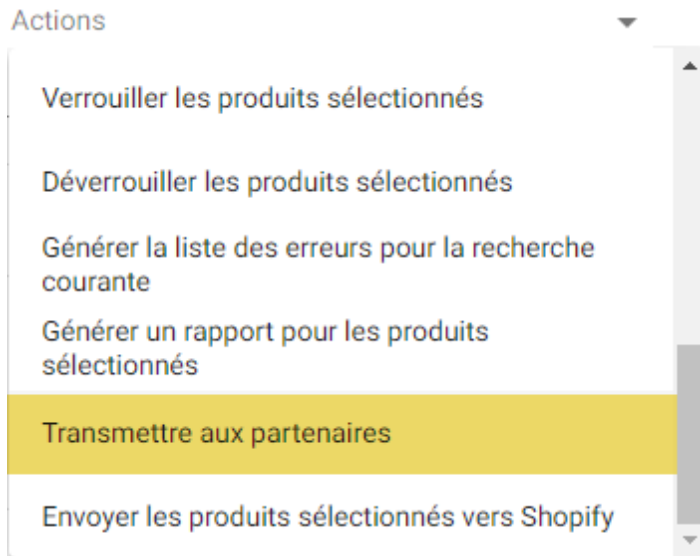 Actions
Verrouiller les produits sélectionnés
Déverrouiller les produits sélectionnés
Générer la liste des erreurs pour la recherche
courante
Générer un rapport pour les produits
sélectionnés
Transmettre aux partenaires
Envoyer les produits sélectionnés vers Shopify